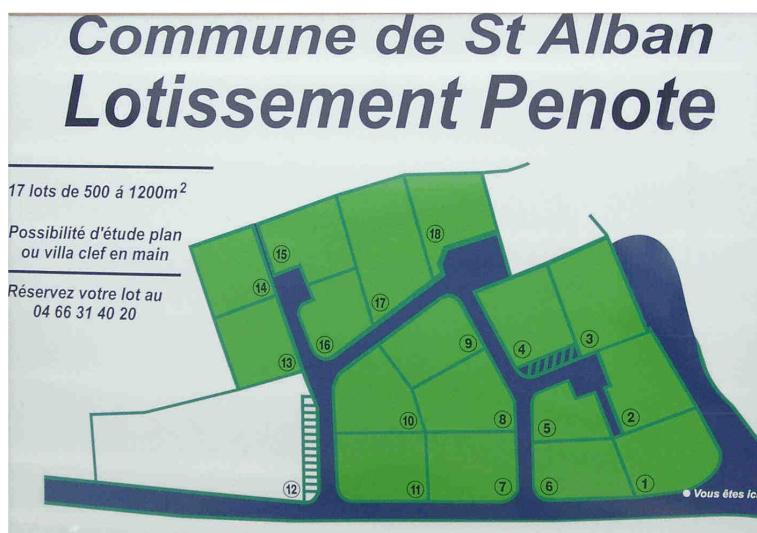 Commune de St Alban
Lotissement Penote
17 lots de 500 á 1200m²
Possibilité d'étude plan
ou villa clef en main
Réservez votre lot au
04 66 31 40 20
18
15
14
17
16
13
9
4
3
10
8
5
2
12
11
7
6
1
Vous êtes ici